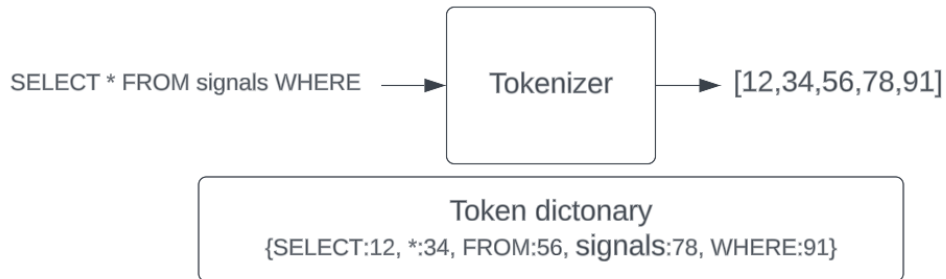 SELECT * FROM signals WHERE
Tokenizer
[12,34,56,78,91]
Token dictonary
{SELECT:12, *:34, FROM:56, signals:78, WHERE:91}